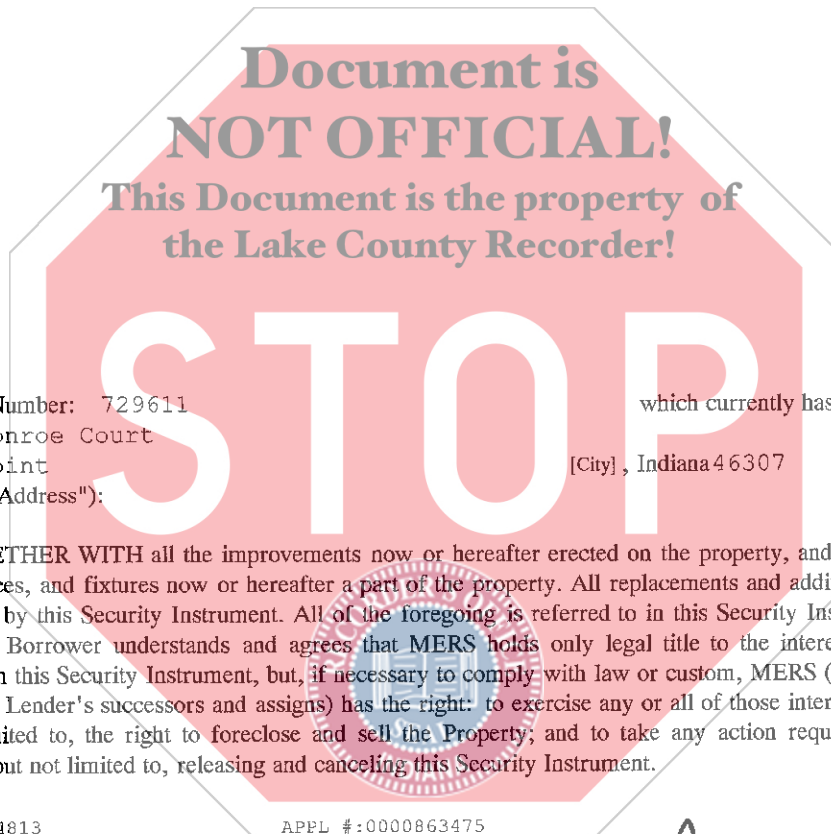 Document is
NOT OFFICIAL!
This Document is the property of
the Lake County Recorder!
STOP
Number: 729611 which currently has
onroe Court
oint [City] , Indiana 46307
Address"):
ETHER WITH all the improvements now or hereafter erected on the property, and
ces, and fixtures now or hereafter a part of the property. All replacements and addi
by this Security Instrument. All of the foregoing is referred to in this Security Ins
Borrower understands and agrees that MERS holds only legal title to the intere
n this Security Instrument, but, if necessary to comply with law or custom, MERS (
Lender's successors and assigns) has the right: to exercise any or all of those inter
ited to, the right to foreclose and sell the Property; and to take any action requ
out not limited to, releasing and canceling this Security Instrument.
RECORDER'S
SEAL
INDIANA
4813 APPL #:0000863475